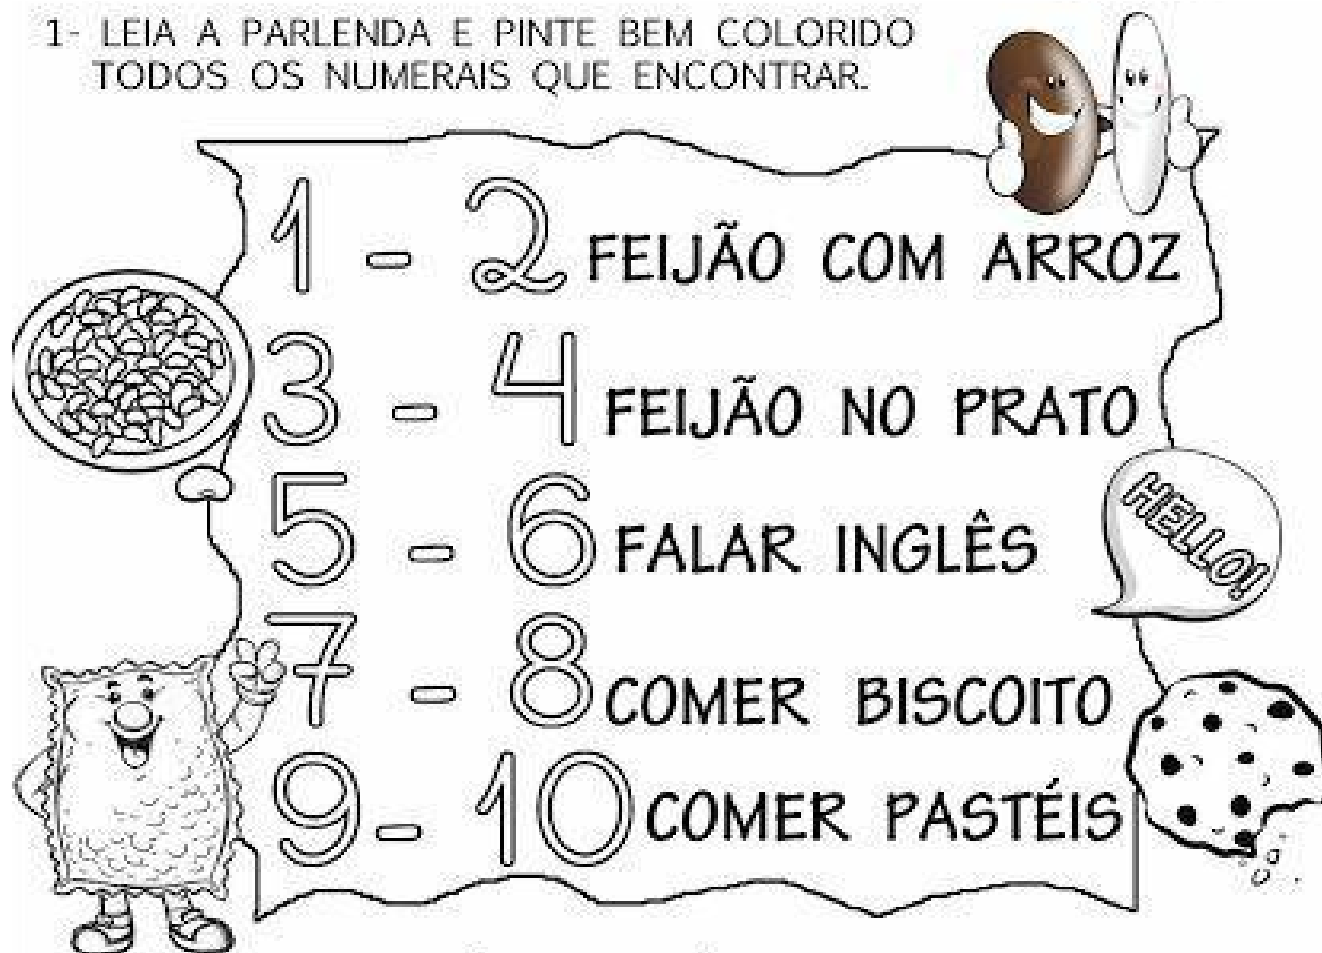 1- LEIA A PARLENDA E PINTE BEM COLORIDO
TODOS OS NUMERAIS QUE ENCONTRAR.
1 - 2 FEIJÃO COM ARROZ
3 - 4 FEIJÃO NO PRATO
5 - 6 FALAR INGLÊS
HELLO!
7 - 8 COMER BISCOITO
9 - 10 COMER PASTÉIS